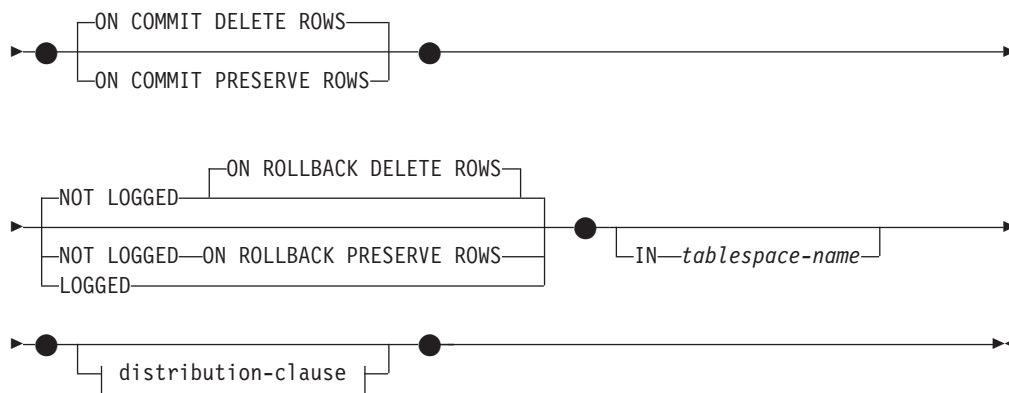 ON COMMIT DELETE ROWS
ON COMMIT PRESERVE ROWS
ON ROLLBACK DELETE ROWS
NOT LOGGED
NOT LOGGED ON ROLLBACK PRESERVE ROWS
LOGGED
IN tablespace-name
distribution-clause